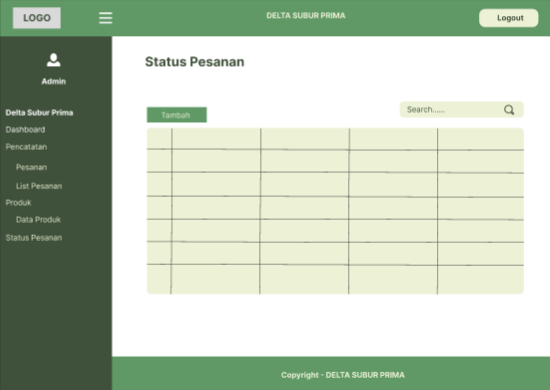 LOGO
DELTA SUBUR PRIMA
Logout
Admin
Delta Subur Prima
Dashboard
Pencatatan
Pesanan
List Pesanan
Produk
Data Produk
Status Pesanan
Status Pesanan
Tambah
Search......
Copyright - DELTA SUBUR PRIMA